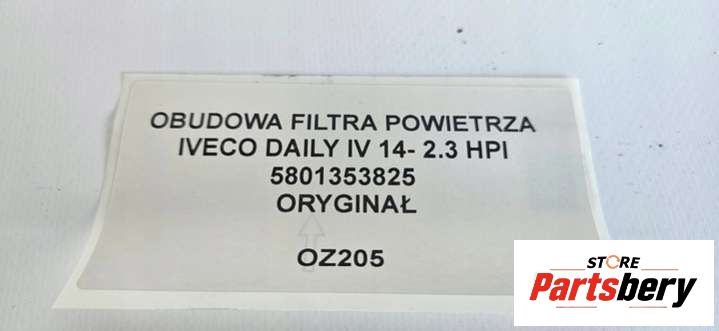 OBUDOWA FILTRA POWIETRZA
IVECO DAILY IV 14- 2.3 HPI
5801353825
ORYGINAŁ
OZ205
STORE
Partsbery